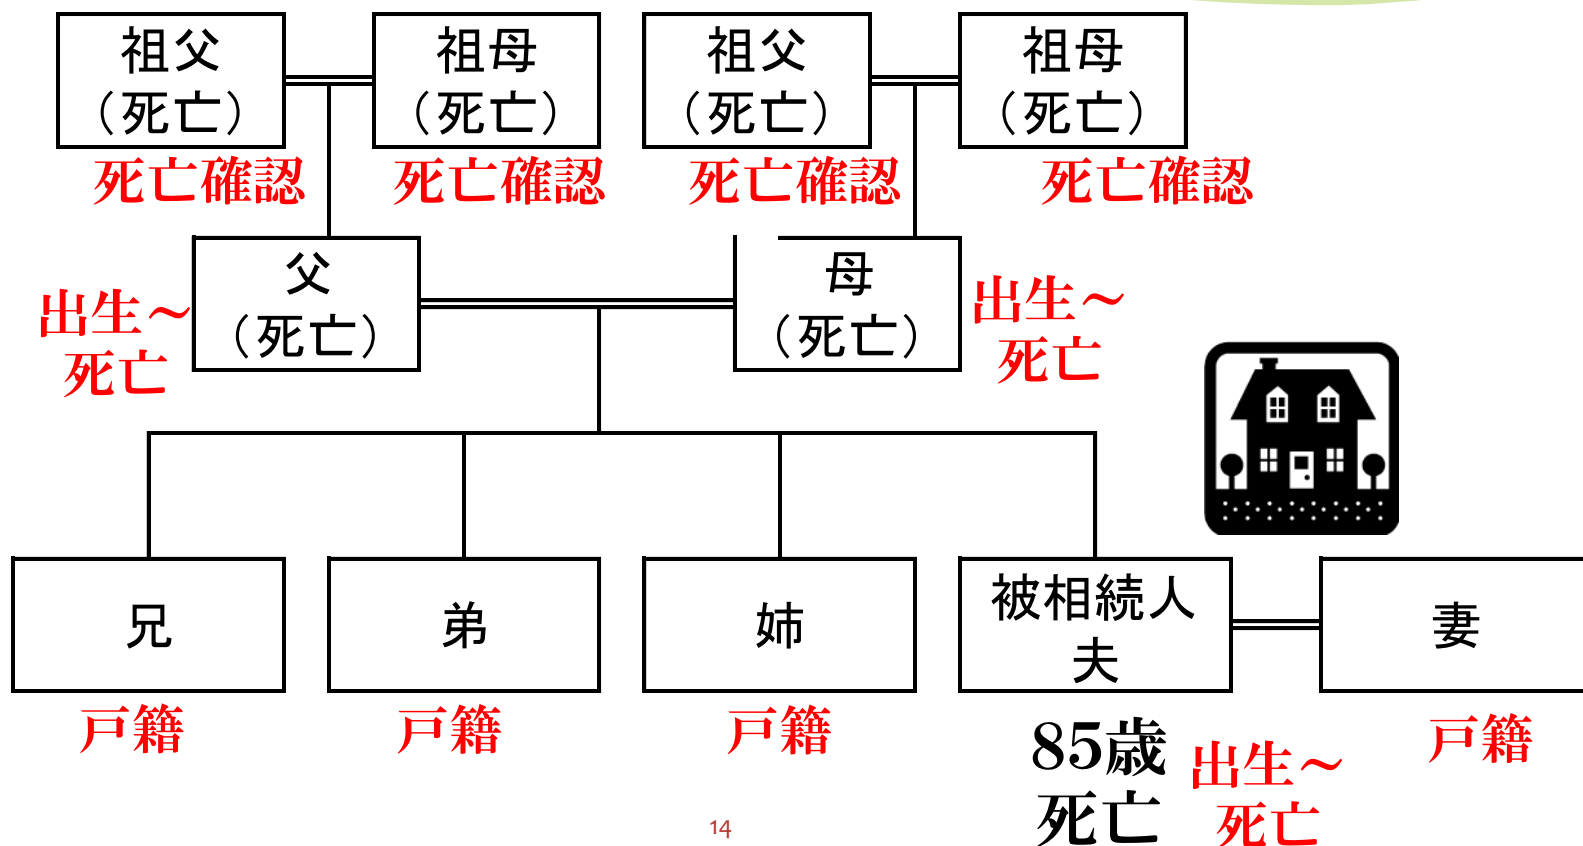 祖父
（死亡）
祖母
（死亡）
祖父
（死亡）
祖母
（死亡）
死亡確認
死亡確認
死亡確認
死亡確認
父
（死亡）
母
（死亡）
出生～
死亡
出生～
死亡
兄
弟
姉
被相続人
夫
妻
戸籍
戸籍
戸籍
85歳
死亡
出生～
死亡
戸籍
14